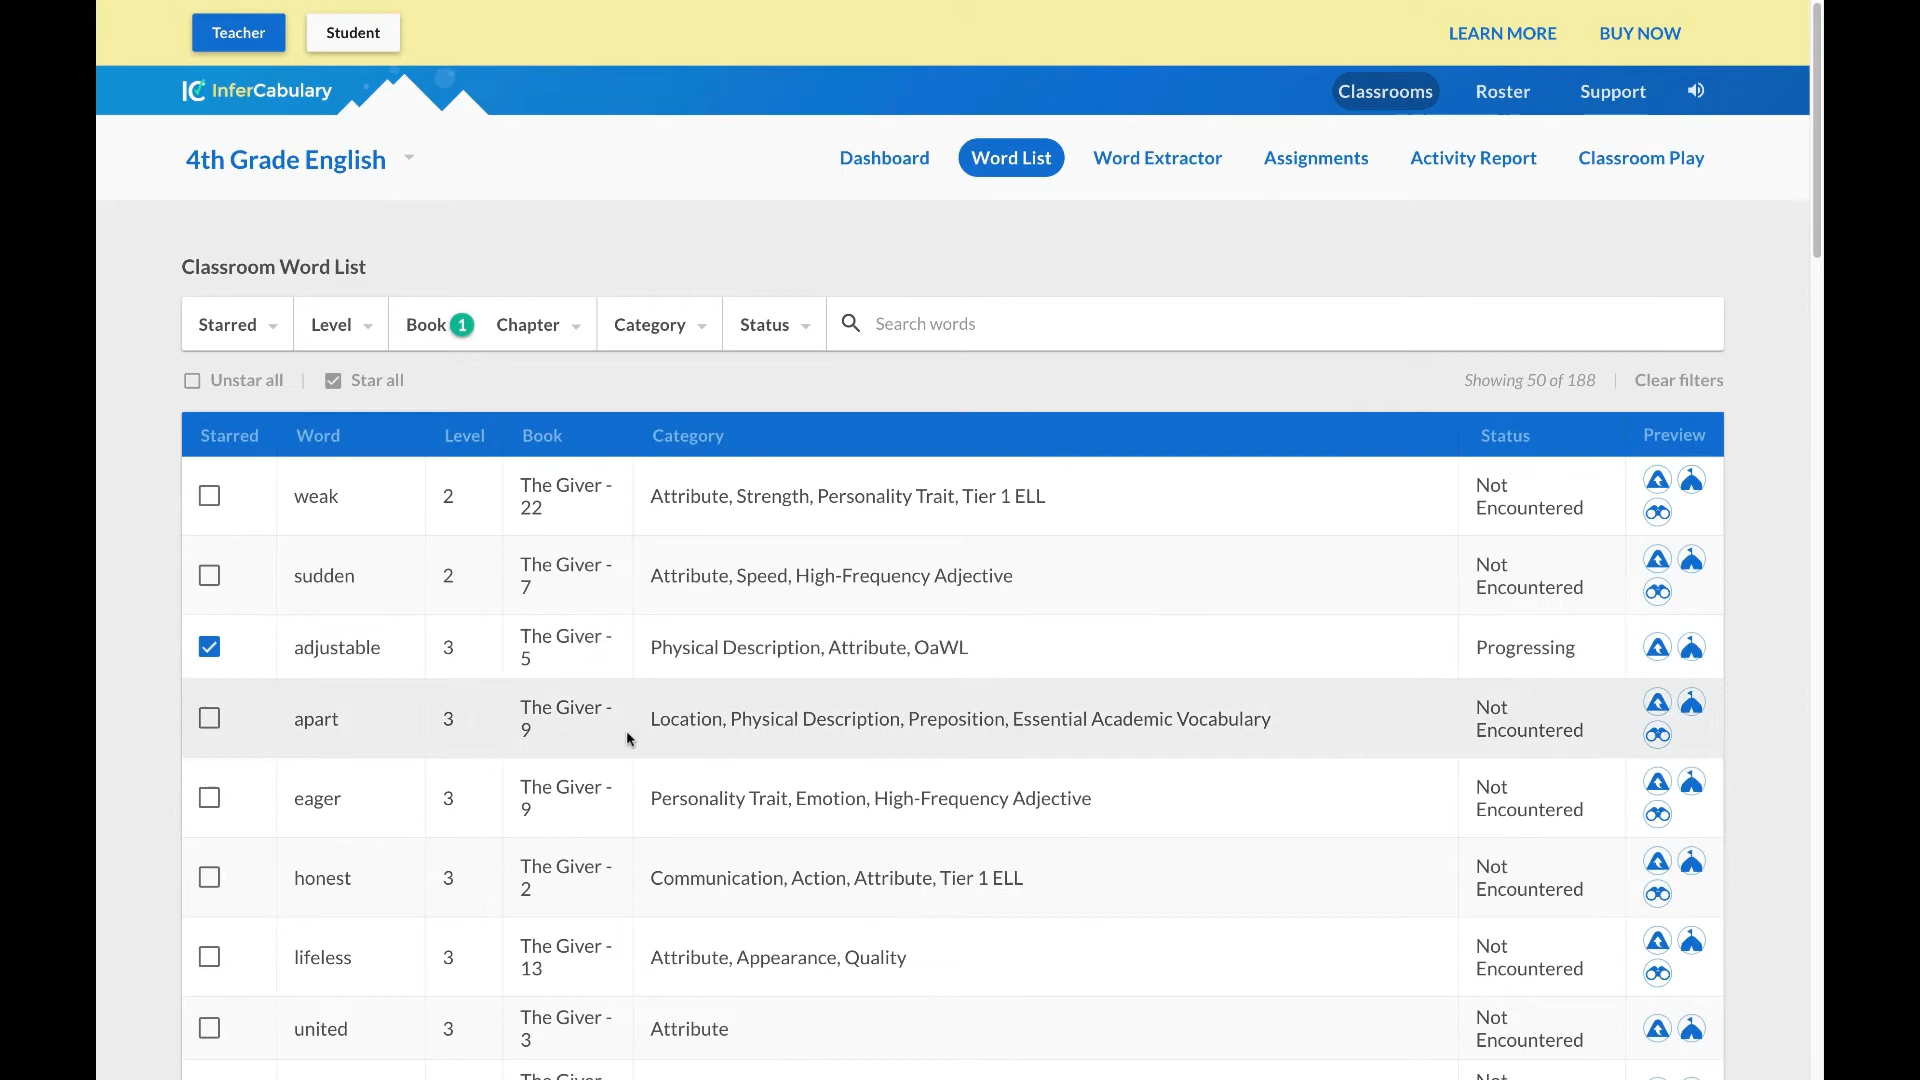 Teacher Student LEARN MORE BUY NOW
InferCabulary Classrooms Roster Support
4th Grade English Dashboard Word List Word Extractor Assignments Activity Report Classroom Play
Classroom Word List
Starred Level Book 1 Chapter Category Status Search words
Unstar all | Star all Showing 50 of 188 | Clear filters
Starred Word Level Book Category Status Preview
weak 2 The Giver - 22 Attribute, Strength, Personality Trait, Tier 1 ELL Not Encountered
sudden 2 The Giver - 7 Attribute, Speed, High-Frequency Adjective Not Encountered
adjustable 3 The Giver - 5 Physical Description, Attribute, OaWL Progressing
apart 3 The Giver - 9 Location, Physical Description, Preposition, Essential Academic Vocabulary Not Encountered
eager 3 The Giver - 9 Personality Trait, Emotion, High-Frequency Adjective Not Encountered
honest 3 The Giver - 2 Communication, Action, Attribute, Tier 1 ELL Not Encountered
lifeless 3 The Giver - 13 Attribute, Appearance, Quality Not Encountered
united 3 The Giver - 3 Attribute Not Encountered